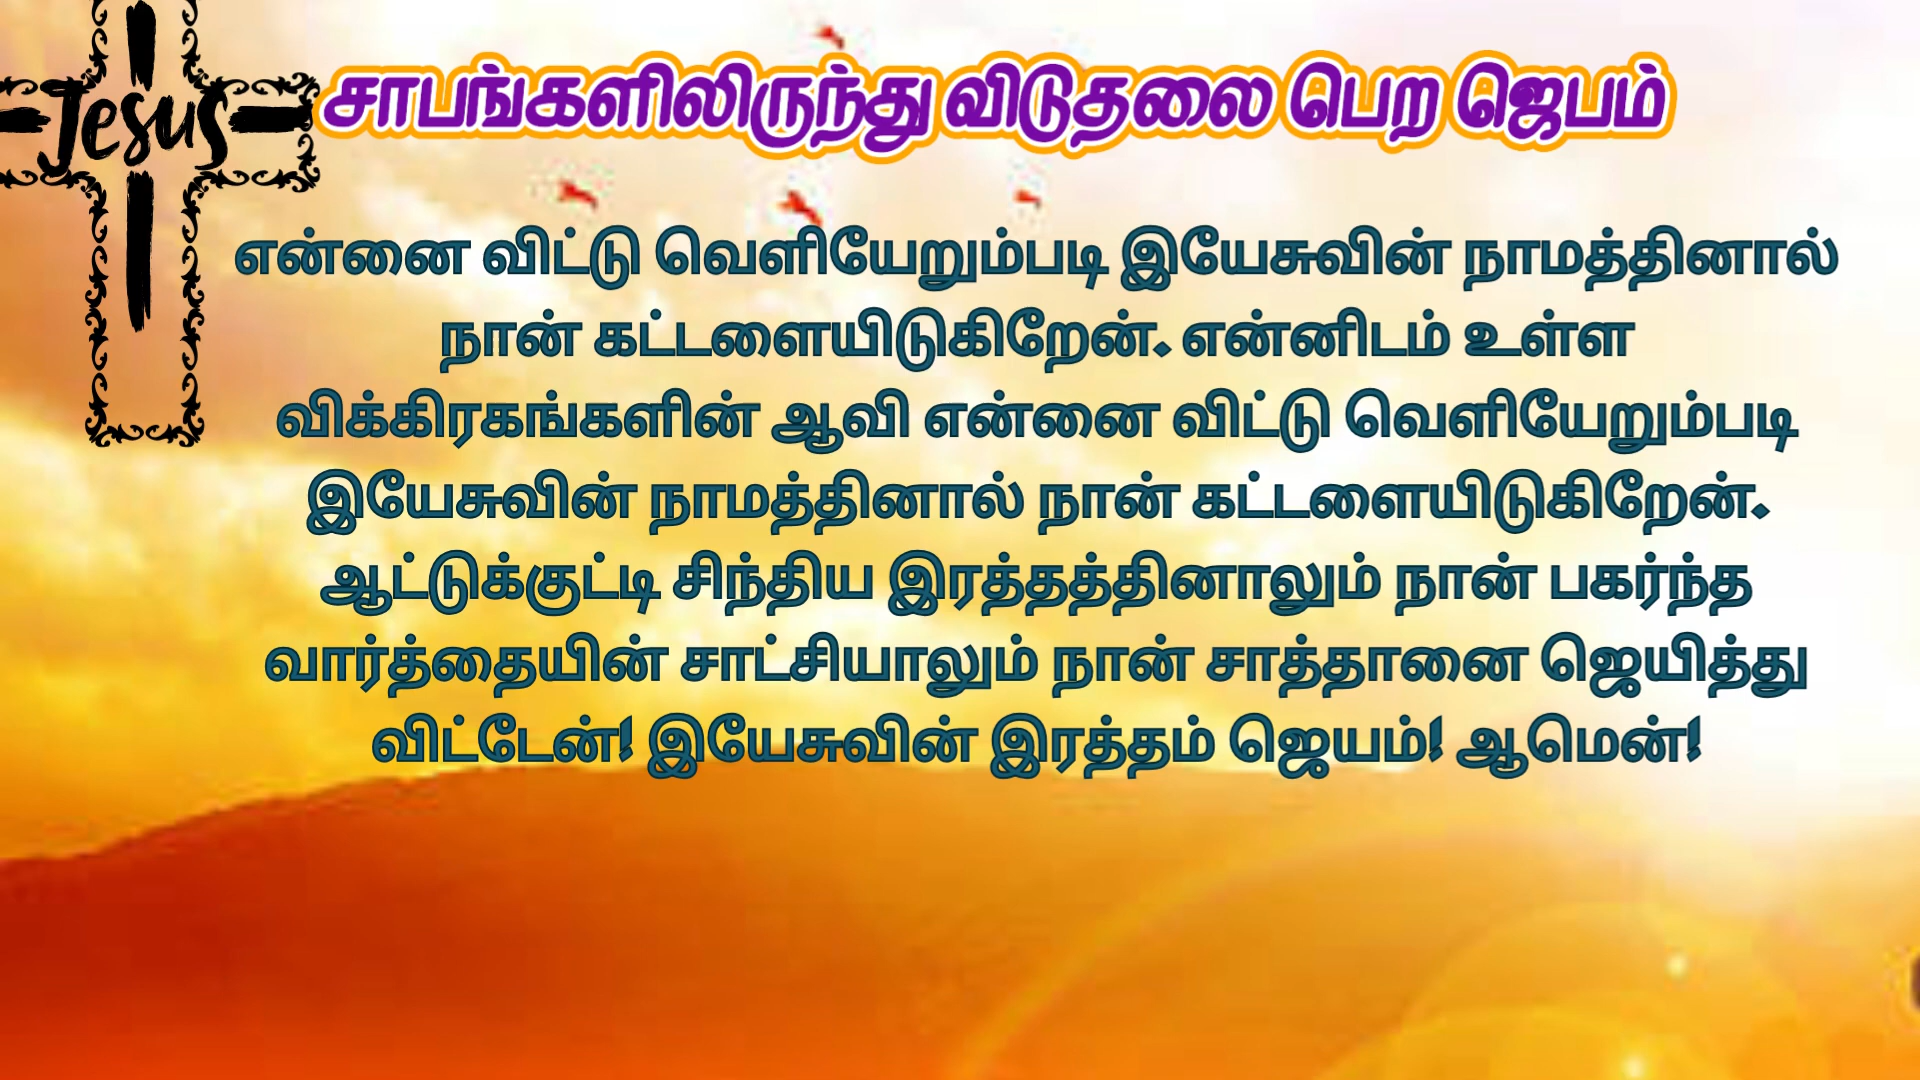 Jesus
சாபங்களிலிருந்து விடுதலை பெற ஜெபம்
என்னை விட்டு வெளியேறும்படி இயேசுவின் நாமத்தினால்
நான் கட்டளையிடுகிறேன். என்னிடம் உள்ள
விக்கிரகங்களின் ஆவி என்னை விட்டு வெளியேறும்படி
இயேசுவின் நாமத்தினால் நான் கட்டளையிடுகிறேன்.
ஆட்டுக்குட்டி சிந்திய இரத்தத்தினாலும் நான் பகர்ந்த
வார்த்தையின் சாட்சியாலும் நான் சாத்தானை ஜெயித்து
விட்டேன்! இயேசுவின் இரத்தம் ஜெயம்! ஆமென்!